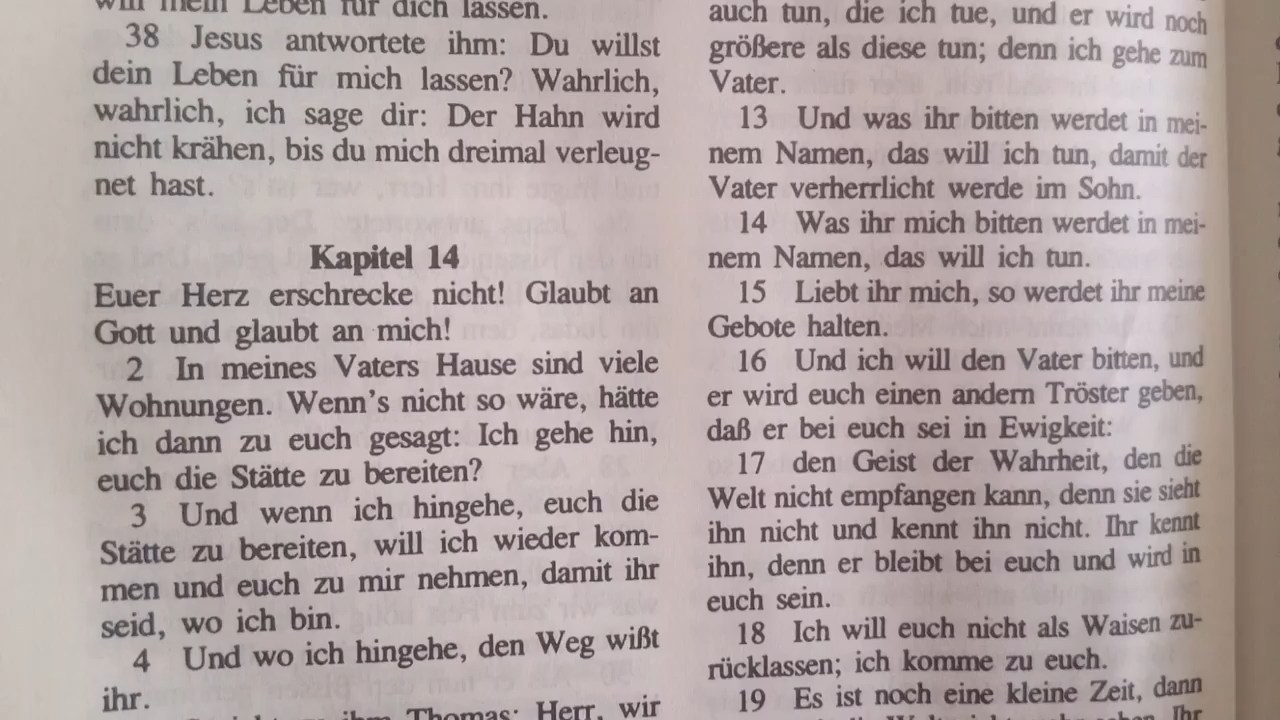 mein Leben für dich lassen.
38 Jesus antwortete ihm: Du willst
dein Leben für mich lassen? Wahrlich,
wahrlich, ich sage dir: Der Hahn wird
nicht krähen, bis du mich dreimal verleug-
net hast.
Kapitel 14
Euer Herz erschrecke nicht! Glaubt an
Gott und glaubt an mich!
2 In meines Vaters Hause sind viele
Wohnungen. Wenn's nicht so wäre, hätte
ich dann zu euch gesagt: Ich gehe hin,
euch die Stätte zu bereiten?
3 Und wenn ich hingehe, euch die
Stätte zu bereiten, will ich wieder kom-
men und euch zu mir nehmen, damit ihr
seid, wo ich bin.
4 Und wo ich hingehe, den Weg wißt
ihr.
Thomas: Herr, wir
auch tun, die ich tue, und er wird noch
größere als diese tun; denn ich gehe zum
Vater.
13 Und was ihr bitten werdet in mei-
nem Namen, das will ich tun, damit der
Vater verherrlicht werde im Sohn.
14 Was ihr mich bitten werdet in mei-
nem Namen, das will ich tun.
15 Liebt ihr mich, so werdet ihr meine
Gebote halten.
16 Und ich will den Vater bitten, und
er wird euch einen andern Tröster geben,
daß er bei euch sei in Ewigkeit:
17 den Geist der Wahrheit, den die
Welt nicht empfangen kann, denn sie sieht
ihn nicht und kennt ihn nicht. Ihr kennt
ihn, denn er bleibt bei euch und wird in
euch sein.
18 Ich will euch nicht als Waisen zu-
rücklassen; ich komme zu euch.
19 Es ist noch eine kleine Zeit, dann
Ihr